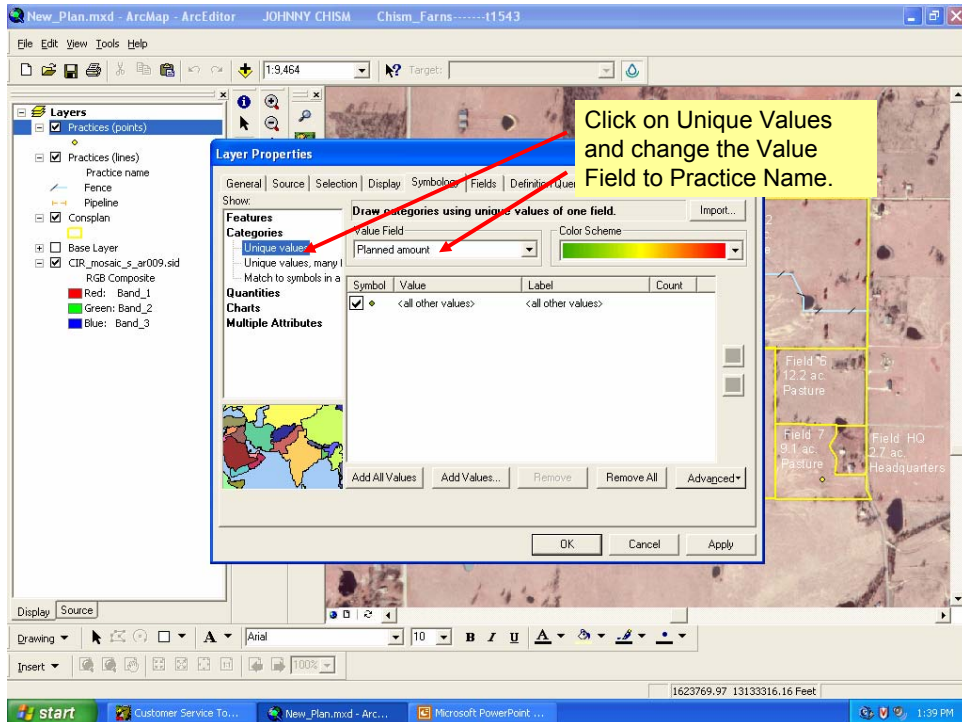 New_Plan.mxd - ArcMap - ArcEditor JOHNNY CHISM Chism_Farns-------t1543
File Edit View Tools Help
1:9,464 Target:
Click on Unique Values
and change the Value
Field to Practice Name.
Layers
Practices (points)
Practices (lines)
Practice name
Fence
Pipeline
Consplan
Base Layer
CIR_mosaic_s_ar009.sid
RGB Composite
Red: Band_1
Green: Band_2
Blue: Band_3
Layer Properties
General Source Selection Display Symbology Fields Definition Que
Show:
Features
Categories
Unique values
Unique values, many
Match to symbols in a
Quantities
Charts
Multiple Attributes
Draw categories using unique values of one field.
Import...
Value Field
Planned amount
Color Scheme
Symbol Value Label Count
<all other values> <all other values>
Add All Values Add Values... Remove Remove All Advanced
OK Cancel Apply
Field 6
12.2 ac.
Pasture
Field 7
9.1 ac.
Pasture
Field HQ
2.7 ac.
Headquarters
Display Source
Drawing A Arial 10 B I U A
Insert 100%
1623769.97 13133316.16 Feet
start Customer Service To... New_Plan.mxd - Arc... Microsoft PowerPoint ... 1:39 PM